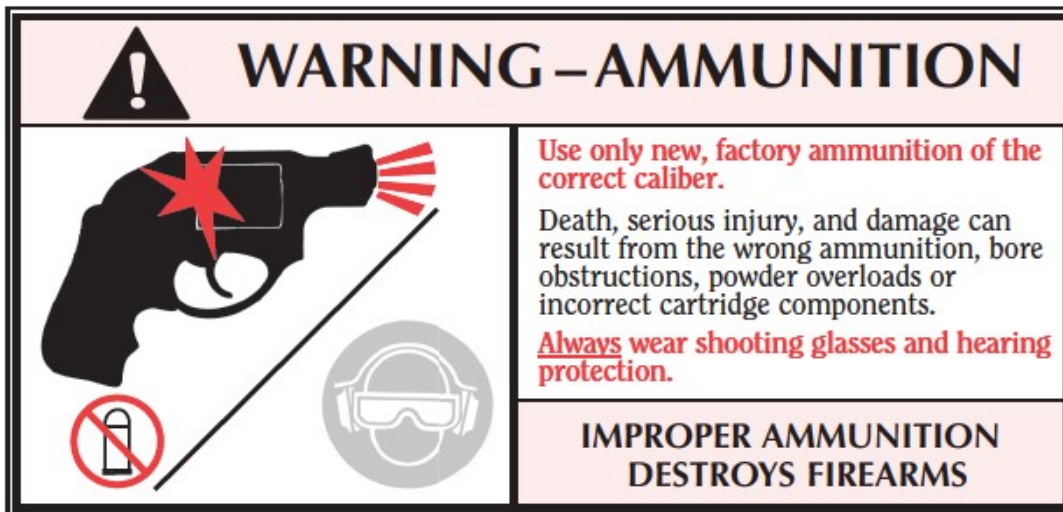 WARNING – AMMUNITION
Use only new, factory ammunition of the
correct caliber.
Death, serious injury, and damage can
result from the wrong ammunition, bore
obstructions, powder overloads or
incorrect cartridge components.
Always wear shooting glasses and hearing
protection.
IMPROPER AMMUNITION
DESTROYS FIREARMS